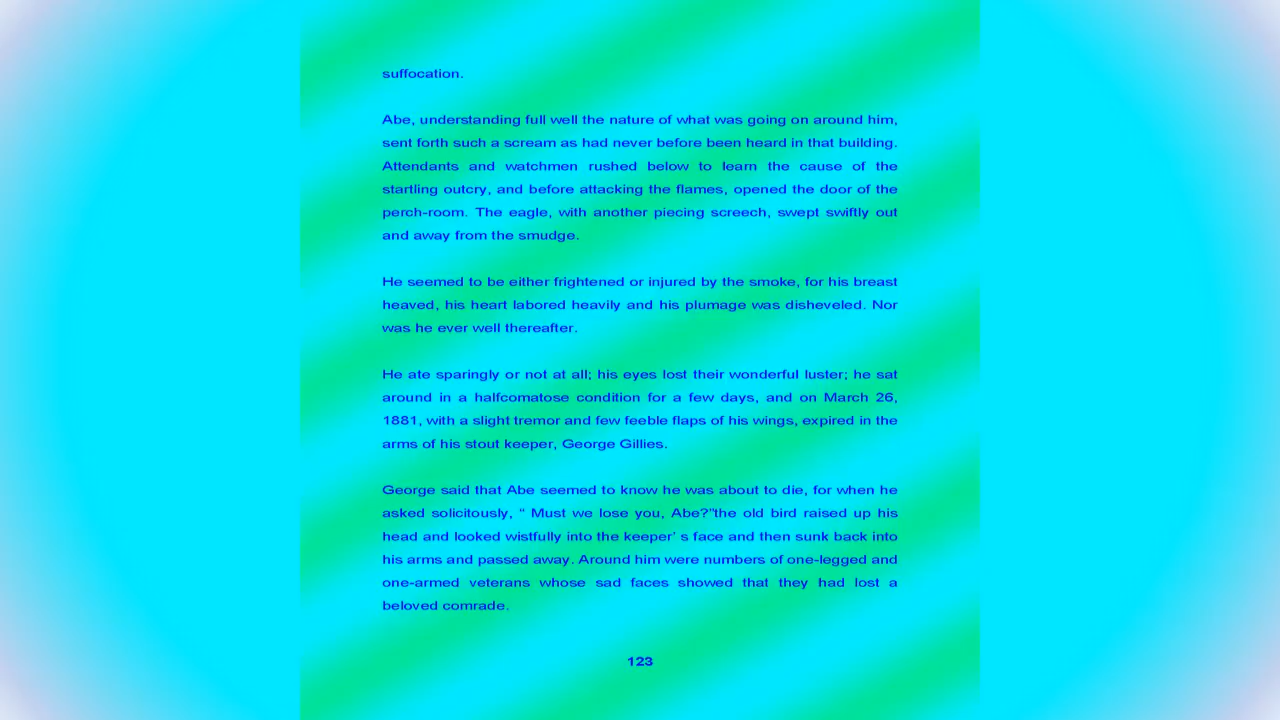 suffocation.
Abe, understanding full well the nature of what was going on around him,
sent forth such a scream as had never before been heard in that building.
Attendants and watchmen rushed below to learn the cause of the
startling outcry, and before attacking the flames, opened the door of the
perch-room. The eagle, with another piecing screech, swept swiftly out
and away from the smudge.
He seemed to be either frightened or injured by the smoke, for his breast
heaved, his heart labored heavily and his plumage was disheveled. Nor
was he ever well thereafter.
He ate sparingly or not at all; his eyes lost their wonderful luster; he sat
around in a halfcomatose condition for a few days, and on March 26,
1881, with a slight tremor and few feeble flaps of his wings, expired in the
arms of his stout keeper, George Gillies.
George said that Abe seemed to know he was about to die, for when he
asked solicitously, “ Must we lose you, Abe?”the old bird raised up his
head and looked wistfully into the keeper’ s face and then sunk back into
his arms and passed away. Around him were numbers of one-legged and
one-armed veterans whose sad faces showed that they had lost a
beloved comrade.
123